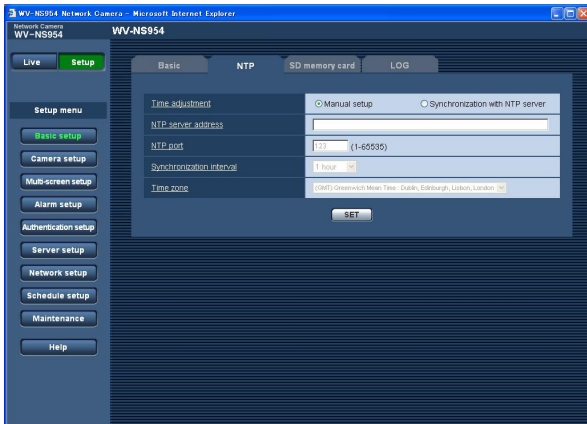 WV-NS954 Network Camera - Microsoft Internet Explorer
Network Camera
WV-NS954
WV-NS954
Live
Setup
Basic
NTP
SD memory card
LOG
Setup menu
Basic setup
Camera setup
Multi-screen setup
Alarm setup
Authentication setup
Server setup
Network setup
Schedule setup
Maintenance
Help
Time adjustment
Manual setup
Synchronization with NTP server
NTP server address
NTP port
123 (1-65535)
Synchronization interval
1 hour
Time zone
(GMT) Greenwich Mean Time : Dublin, Edinburgh, Lisbon, London
SET